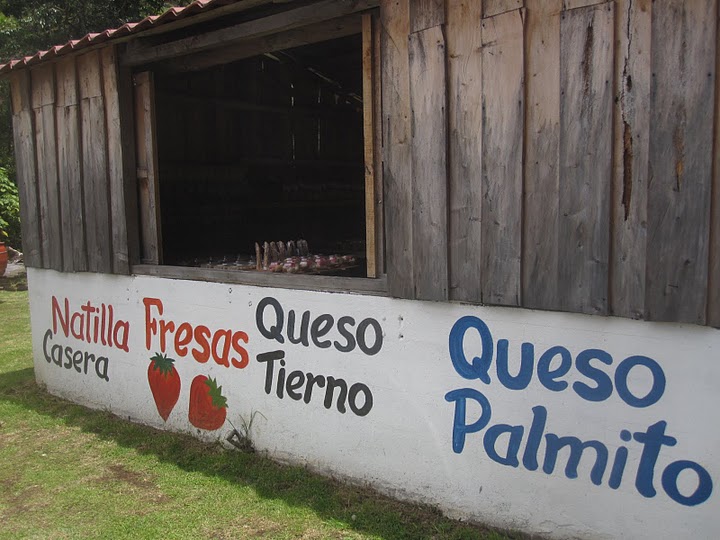 Natilla
Casera
Fresas
Queso
Tierno
Queso
Palmito